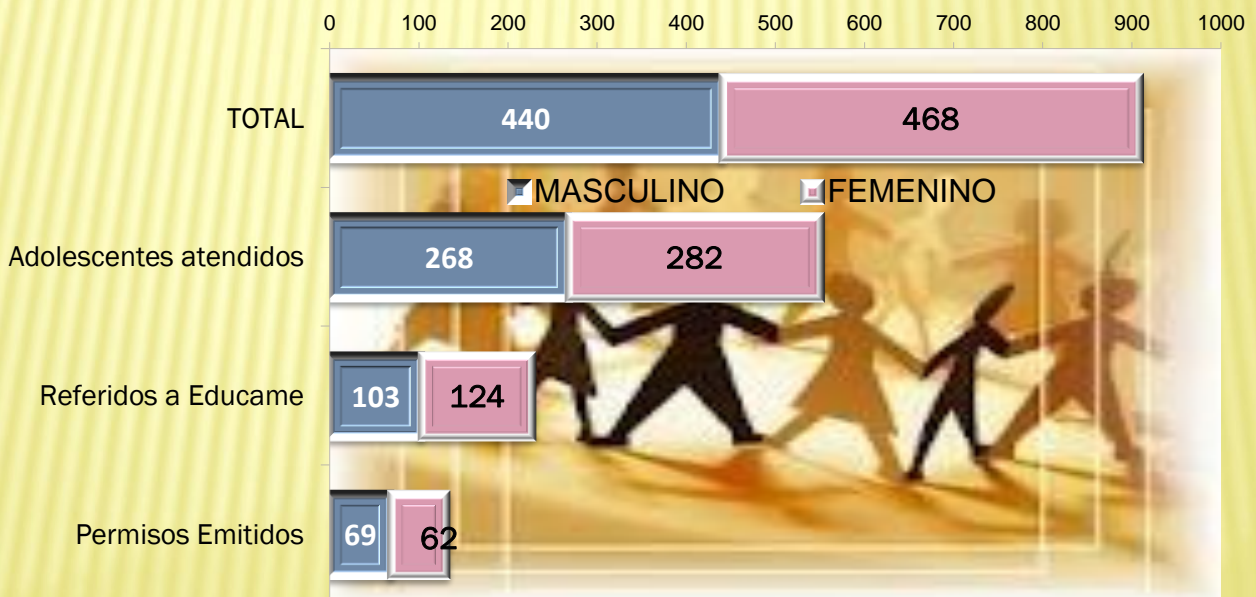 0 100 200 300 400 500 600 700 800 900 1000
TOTAL 440 468
MASCULINO FEMENINO
Adolescentes atendidos 268 282
Referidos a Educame 103 124
Permisos Emitidos 69 62